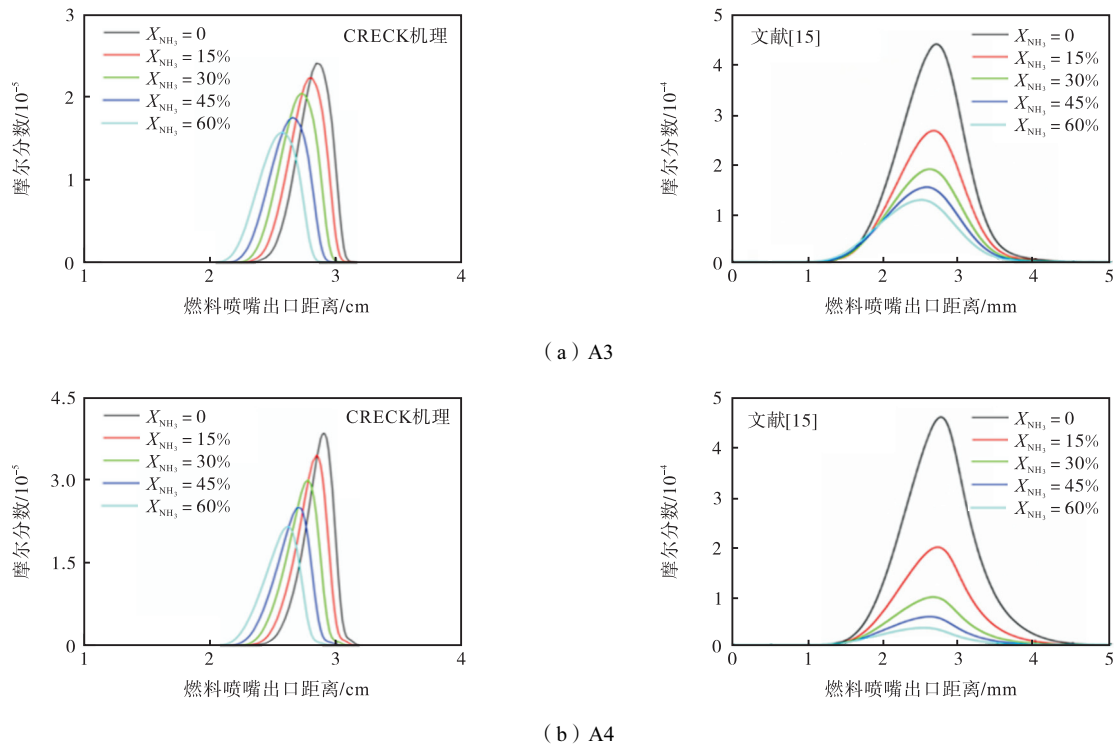 3
2
1
0
摩尔分数/10⁻⁵
X_NH₃ = 0
X_NH₃ = 15%
X_NH₃ = 30%
X_NH₃ = 45%
X_NH₃ = 60%
CRECK机理
1
2
3
4
燃料喷嘴出口距离/cm
5
4
3
2
1
0
摩尔分数/10⁻⁴
文献[15]
X_NH₃ = 0
X_NH₃ = 15%
X_NH₃ = 30%
X_NH₃ = 45%
X_NH₃ = 60%
0
1
2
3
4
5
燃料喷嘴出口距离/mm
（a）A3
4.5
3.0
1.5
0
摩尔分数/10⁻⁵
X_NH₃ = 0
X_NH₃ = 15%
X_NH₃ = 30%
X_NH₃ = 45%
X_NH₃ = 60%
CRECK机理
1
2
3
4
燃料喷嘴出口距离/cm
5
4
3
2
1
0
摩尔分数/10⁻⁴
文献[15]
X_NH₃ = 0
X_NH₃ = 15%
X_NH₃ = 30%
X_NH₃ = 45%
X_NH₃ = 60%
0
1
2
3
4
5
燃料喷嘴出口距离/mm
（b）A4